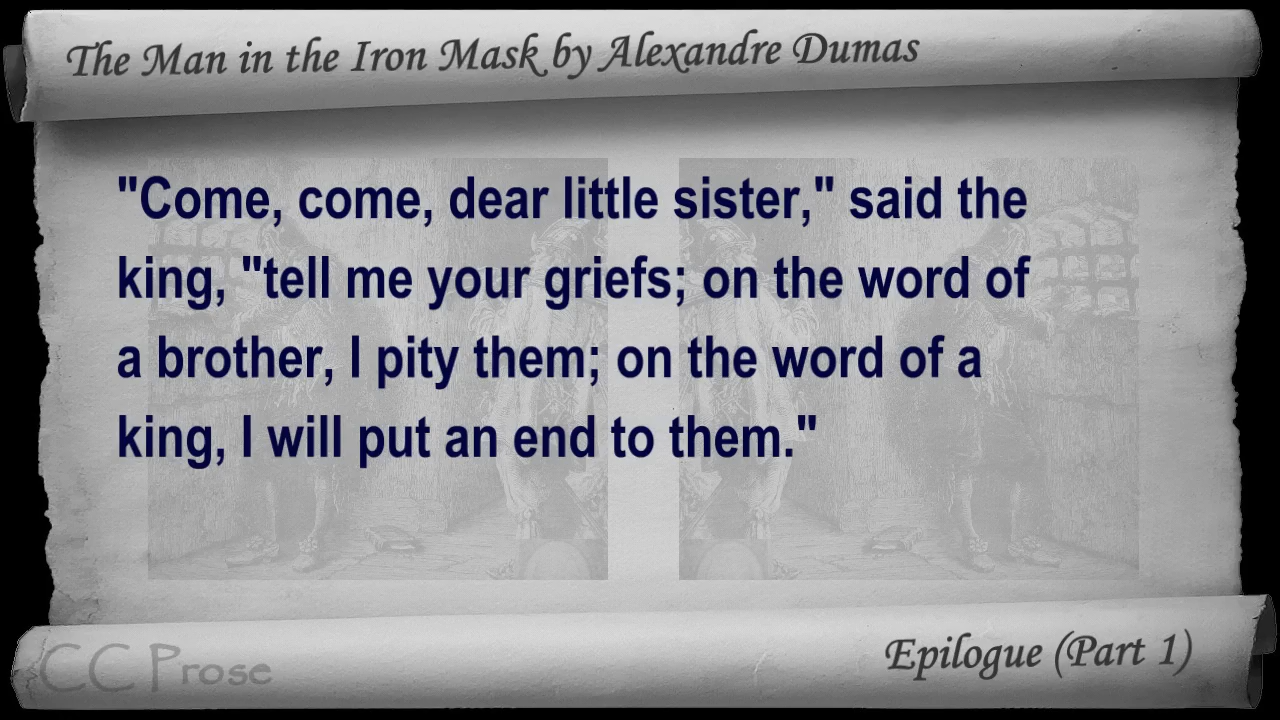 The Man in the Iron Mask by Alexandre Dumas
"Come, come, dear little sister," said the
king, "tell me your griefs; on the word of
a brother, I pity them; on the word of a
king, I will put an end to them."
CC Prose
Epilogue (Part 1)